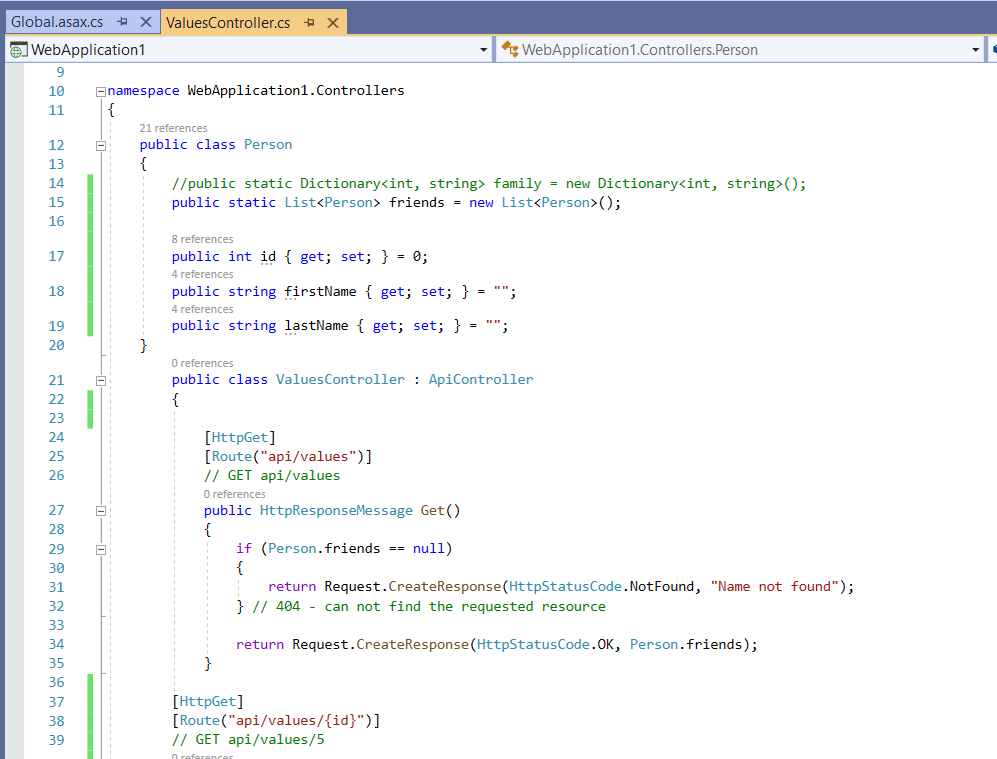 Global.asax.cs ValuesController.cs
WebApplication1 WebApplication1.Controllers.Person
9
10 namespace WebApplication1.Controllers
11 {
21 references
12 public class Person
13 {
14 //public static Dictionary<int, string> family = new Dictionary<int, string>();
15 public static List<Person> friends = new List<Person>();
16
8 references
17 public int id { get; set; } = 0;
4 references
18 public string firstName { get; set; } = "";
4 references
19 public string lastName { get; set; } = "";
20 }
0 references
21 public class ValuesController : ApiController
22 {
23
24 [HttpGet]
25 [Route("api/values")]
26 // GET api/values
0 references
27 public HttpResponseMessage Get()
28 {
29 if (Person.friends == null)
30 {
31 return Request.CreateResponse(HttpStatusCode.NotFound, "Name not found");
32 } // 404 - can not find the requested resource
33
34 return Request.CreateResponse(HttpStatusCode.OK, Person.friends);
35 }
36
37 [HttpGet]
38 [Route("api/values/{id}")]
39 // GET api/values/5
0 references